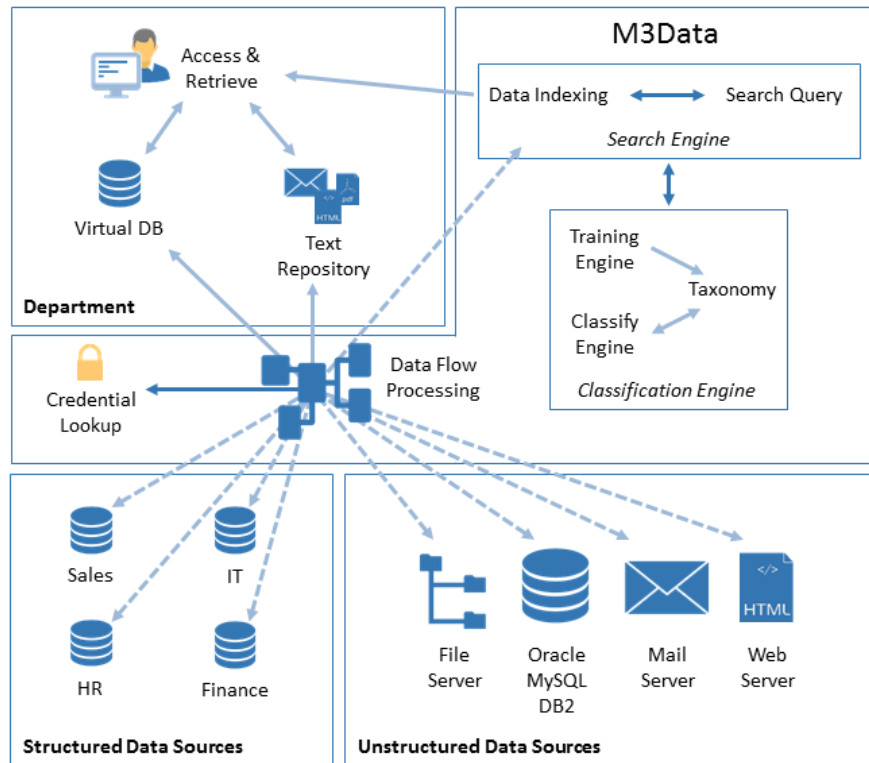 Access &
Retrieve
Virtual DB
pdf
</>
HTML
Text
Repository
Department
M3Data
Data Indexing
Search Query
Search Engine
Training
Engine
Taxonomy
Classify
Engine
Classification Engine
Credential
Lookup
Data Flow
Processing
Sales
IT
HR
Finance
Structured Data Sources
File
Server
Oracle
MySQL
DB2
Mail
Server
</>
HTML
Web
Server
Unstructured Data Sources